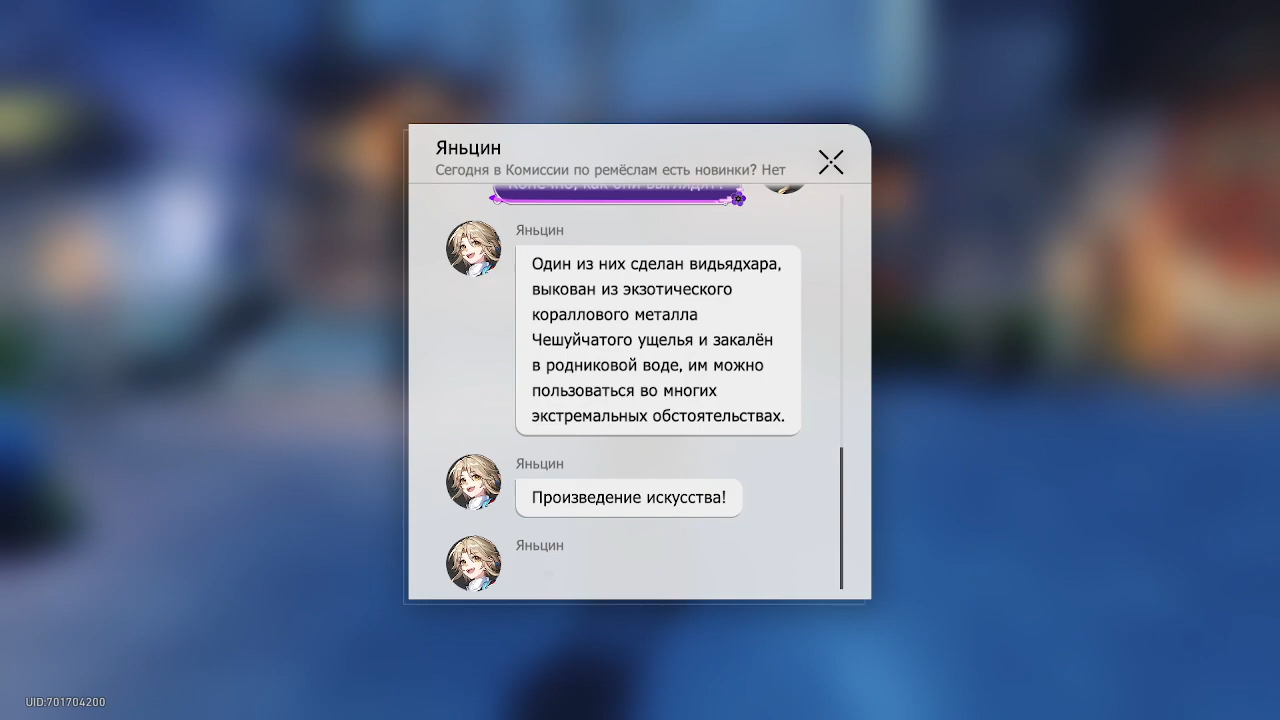 Яньцин
Сегодня в Комиссии по ремёслам есть новинки? Нет
Яньцин
Один из них сделан видьядхара,
выкован из экзотического
кораллового металла
Чешуйчатого ущелья и закалён
в родниковой воде, им можно
пользоваться во многих
экстремальных обстоятельствах.
Яньцин
Произведение искусства!
Яньцин
UID:701704200